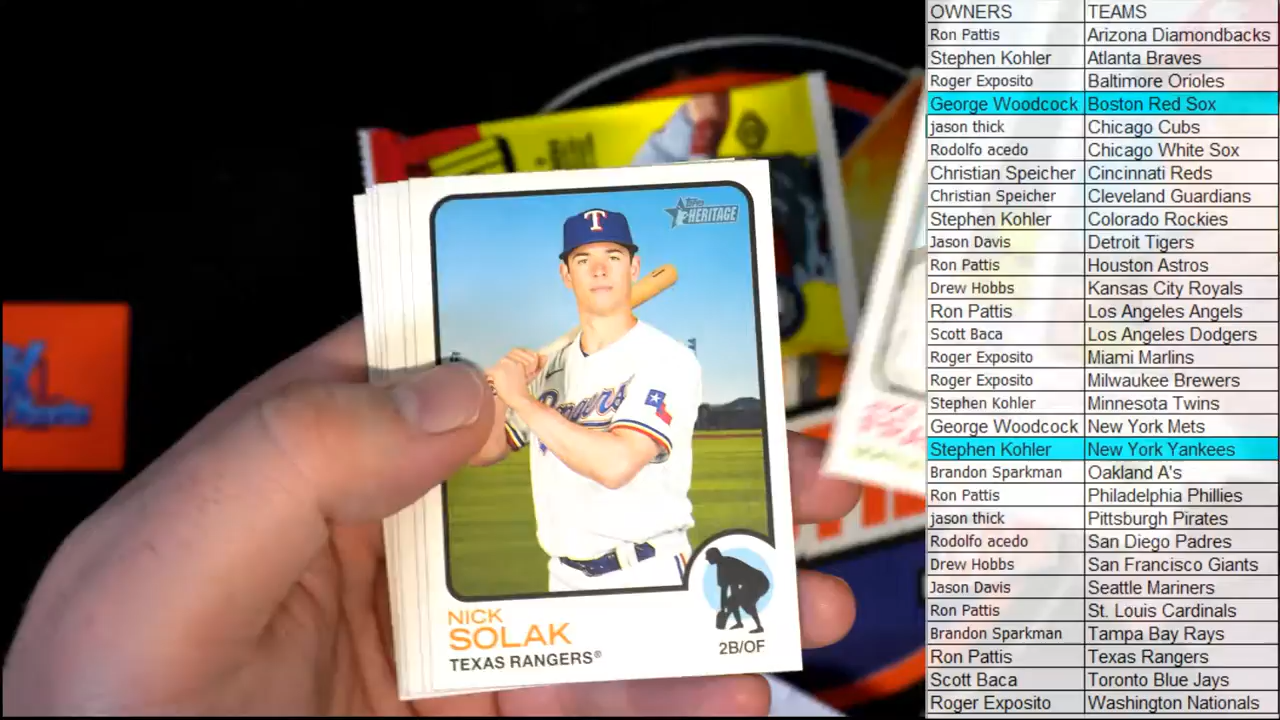 OWNERS TEAMS
Ron Pattis Arizona Diamondbacks
Stephen Kohler Atlanta Braves
Roger Exposito Baltimore Orioles
George Woodcock Boston Red Sox
jason thick Chicago Cubs
Rodolfo acedo Chicago White Sox
Christian Speicher Cincinnati Reds
Christian Speicher Cleveland Guardians
Stephen Kohler Colorado Rockies
Jason Davis Detroit Tigers
Ron Pattis Houston Astros
Drew Hobbs Kansas City Royals
Ron Pattis Los Angeles Angels
Scott Baca Los Angeles Dodgers
Roger Exposito Miami Marlins
Roger Exposito Milwaukee Brewers
Stephen Kohler Minnesota Twins
George Woodcock New York Mets
Stephen Kohler New York Yankees
Brandon Sparkman Oakland A's
Ron Pattis Philadelphia Phillies
jason thick Pittsburgh Pirates
Rodolfo acedo San Diego Padres
Drew Hobbs San Francisco Giants
Jason Davis Seattle Mariners
Ron Pattis St. Louis Cardinals
Brandon Sparkman Tampa Bay Rays
Ron Pattis Texas Rangers
Scott Baca Toronto Blue Jays
Roger Exposito Washington Nationals
Topps
HERITAGE
T
Rangers
NICK
SOLAK
TEXAS RANGERS®
2B/OF